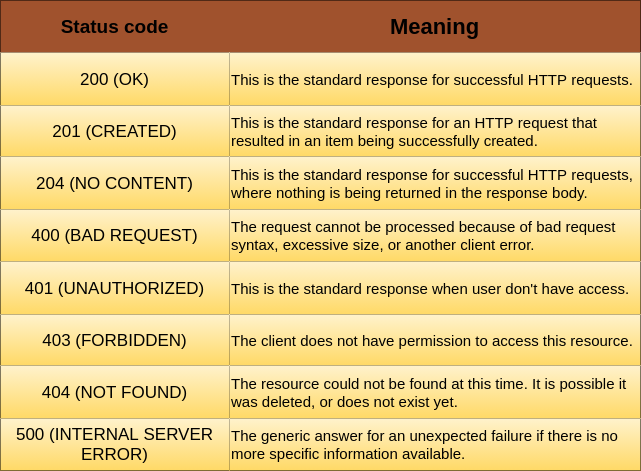 Status code
Meaning
200 (OK)
This is the standard response for successful HTTP requests.
201 (CREATED)
This is the standard response for an HTTP request that
resulted in an item being successfully created.
204 (NO CONTENT)
This is the standard response for successful HTTP requests,
where nothing is being returned in the response body.
400 (BAD REQUEST)
The request cannot be processed because of bad request
syntax, excessive size, or another client error.
401 (UNAUTHORIZED)
This is the standard response when user don't have access.
403 (FORBIDDEN)
The client does not have permission to access this resource.
404 (NOT FOUND)
The resource could not be found at this time. It is possible it
was deleted, or does not exist yet.
500 (INTERNAL SERVER
ERROR)
The generic answer for an unexpected failure if there is no
more specific information available.